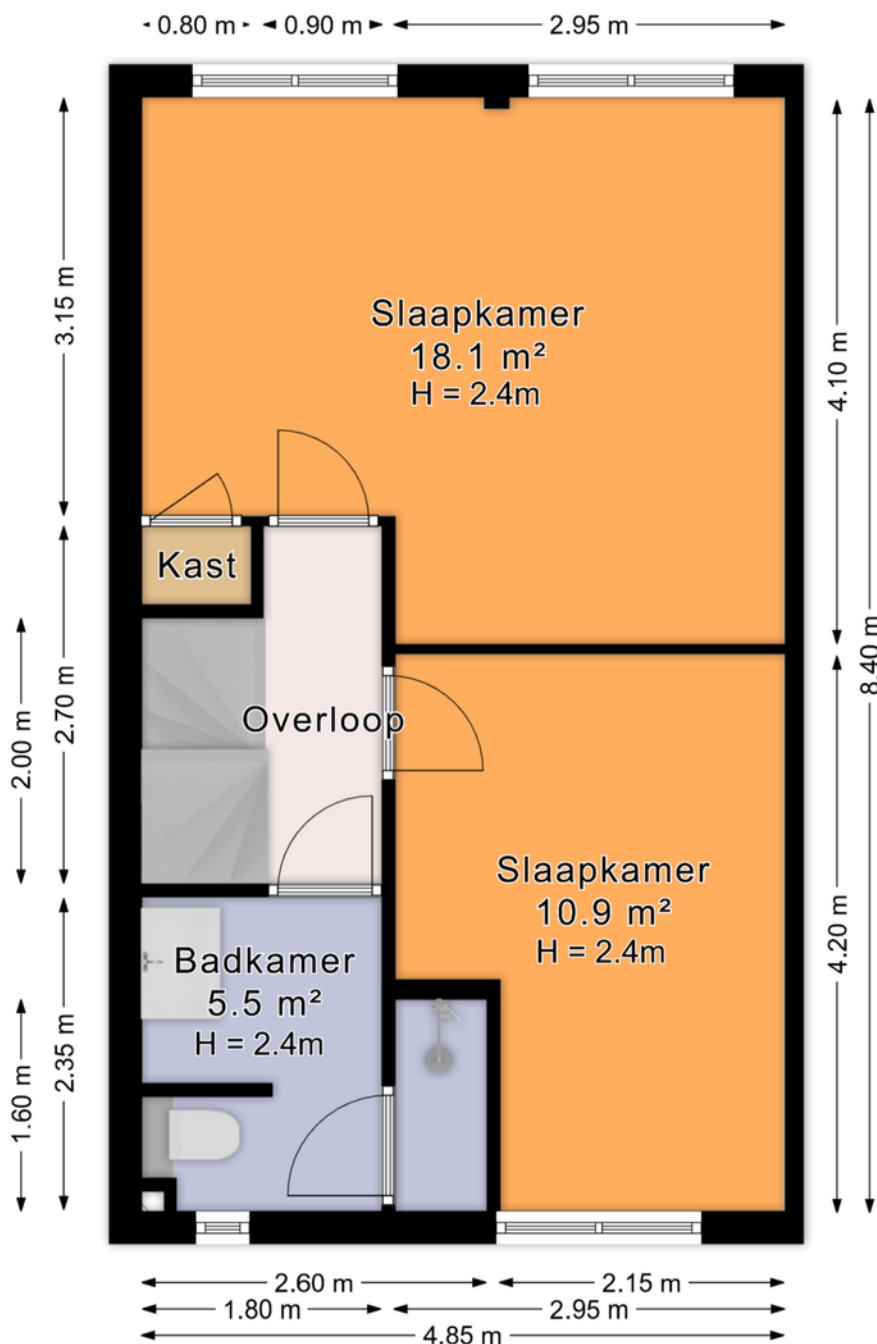 0.80 m
0.90 m
2.95 m
3.15 m
Slaapkamer
18.1 m²
H = 2.4m
4.10 m
8.40 m
Kast
2.70 m
2.00 m
Overloop
Slaapkamer
10.9 m²
H = 2.4m
4.20 m
Badkamer
5.5 m²
H = 2.4m
2.35 m
1.60 m
2.60 m
2.15 m
1.80 m
2.95 m
4.85 m